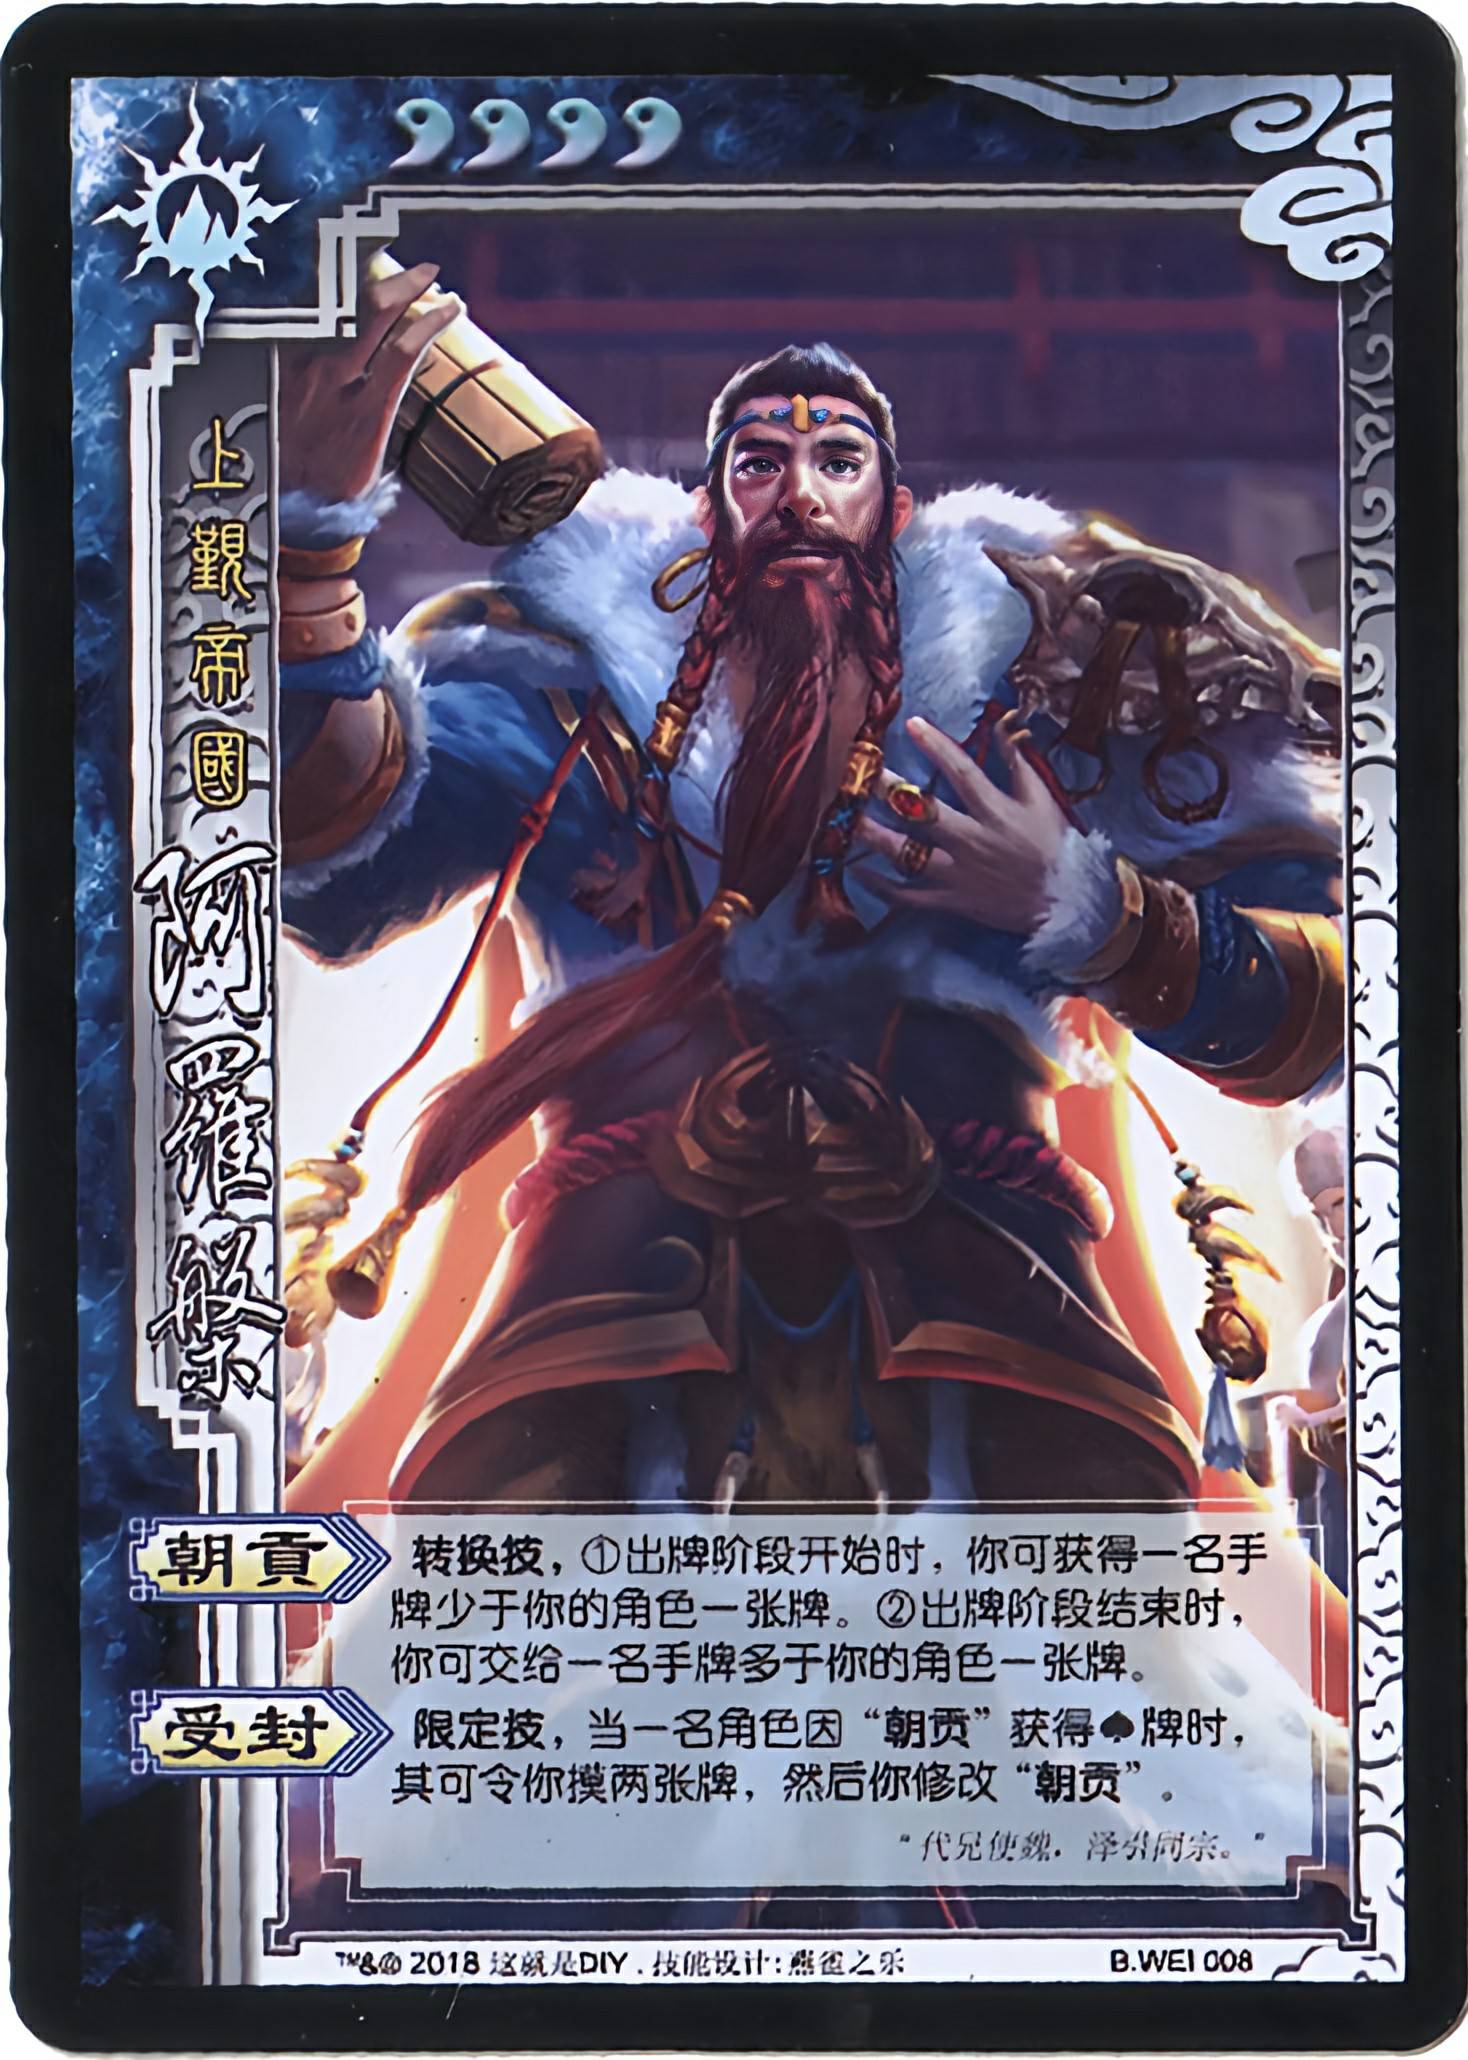 上觐帝國
阿羅槃
朝貢
转换技，①出牌阶段开始时，你可获得一名手
牌少于你的角色一张牌。②出牌阶段结束时，
你可交给一名手牌多于你的角色一张牌。
受封
限定技，当一名角色因“朝贡”获得♠牌时，
其可令你摸两张牌，然后你修改“朝贡”。
“代兄使魏，泽引同宗。”
™&© 2018 这就是DIY . 技能设计:燕雀之乐
B.WEI 008